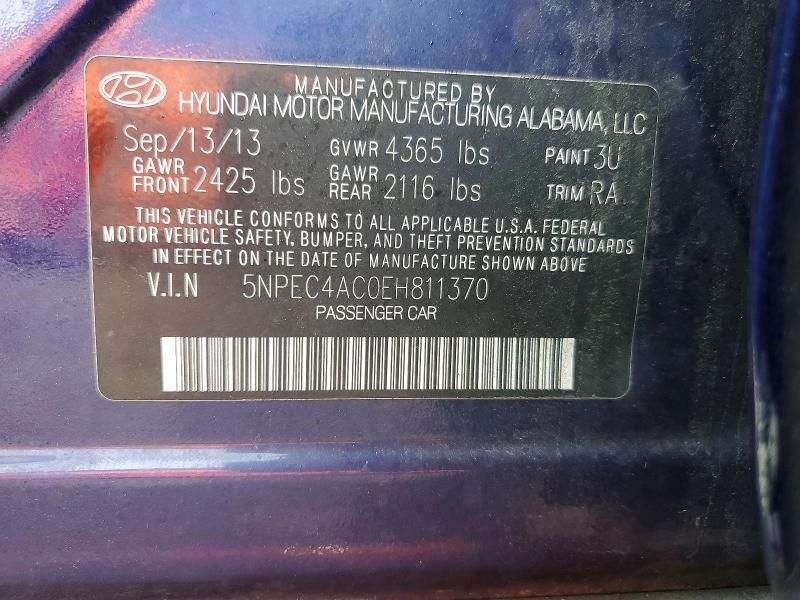 MANUFACTURED BY
HYUNDAI MOTOR MANUFACTURING ALABAMA, LLC
Sep/13/13 GVWR 4365 lbs PAINT 3U
GAWR FRONT 2425 lbs GAWR REAR 2116 lbs TRIM RA
THIS VEHICLE CONFORMS TO ALL APPLICABLE U.S.A. FEDERAL
MOTOR VEHICLE SAFETY, BUMPER, AND THEFT PREVENTION STANDARDS
IN EFFECT ON THE DATE OF MANUFACTURE SHOWN ABOVE.
V.I.N 5NPEC4AC0EH811370
PASSENGER CAR